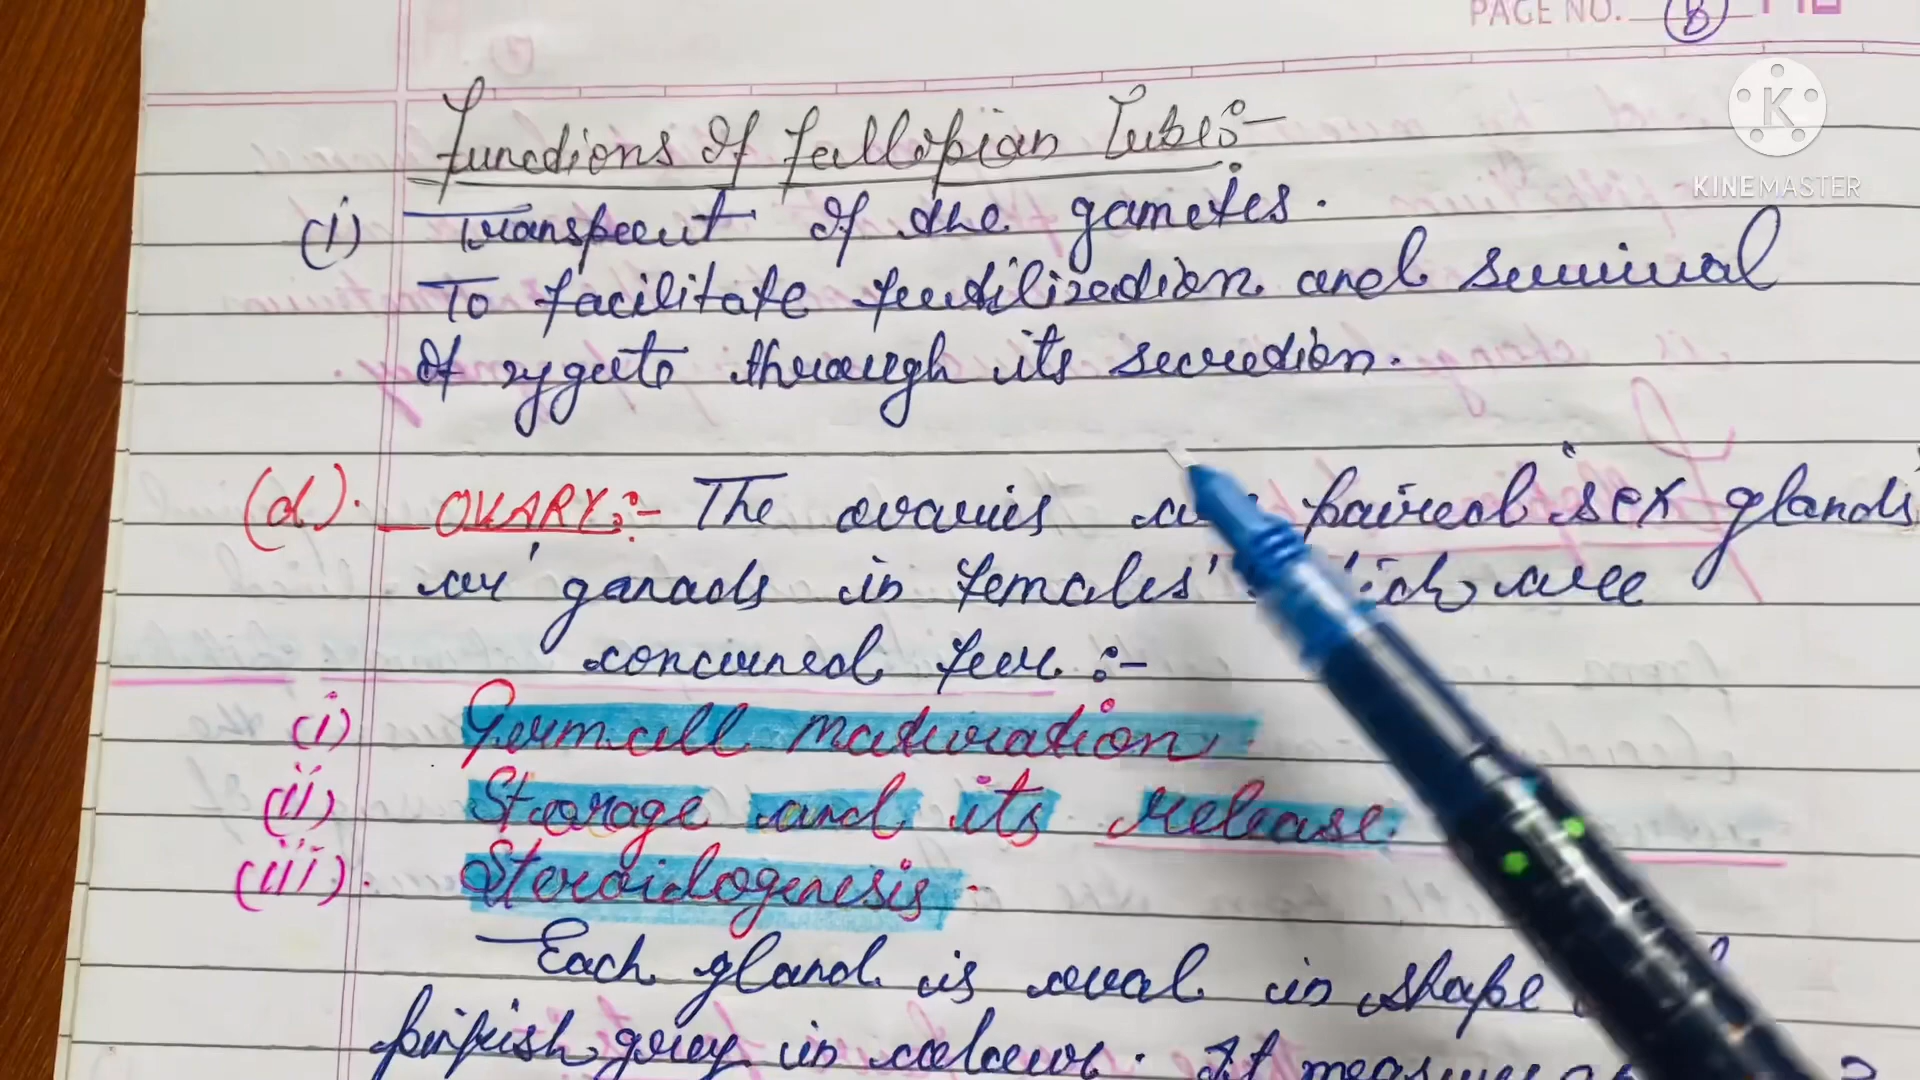 PAGE NO. 8
KINEMASTER
Functions of fallopian Tubes:-
(i) Transport of the gametes.
To facilitate fertilization and survival
of zygote through its secretion.
(d). OVARY:- The ovaries paired sex glands
or gonads in females' are
concerned for :-
(i) Germ cell maturation
(ii) Storage and its release.
(iii). Steroidogenesis.
Each gland is oval in shape
pinkish grey in colour. It